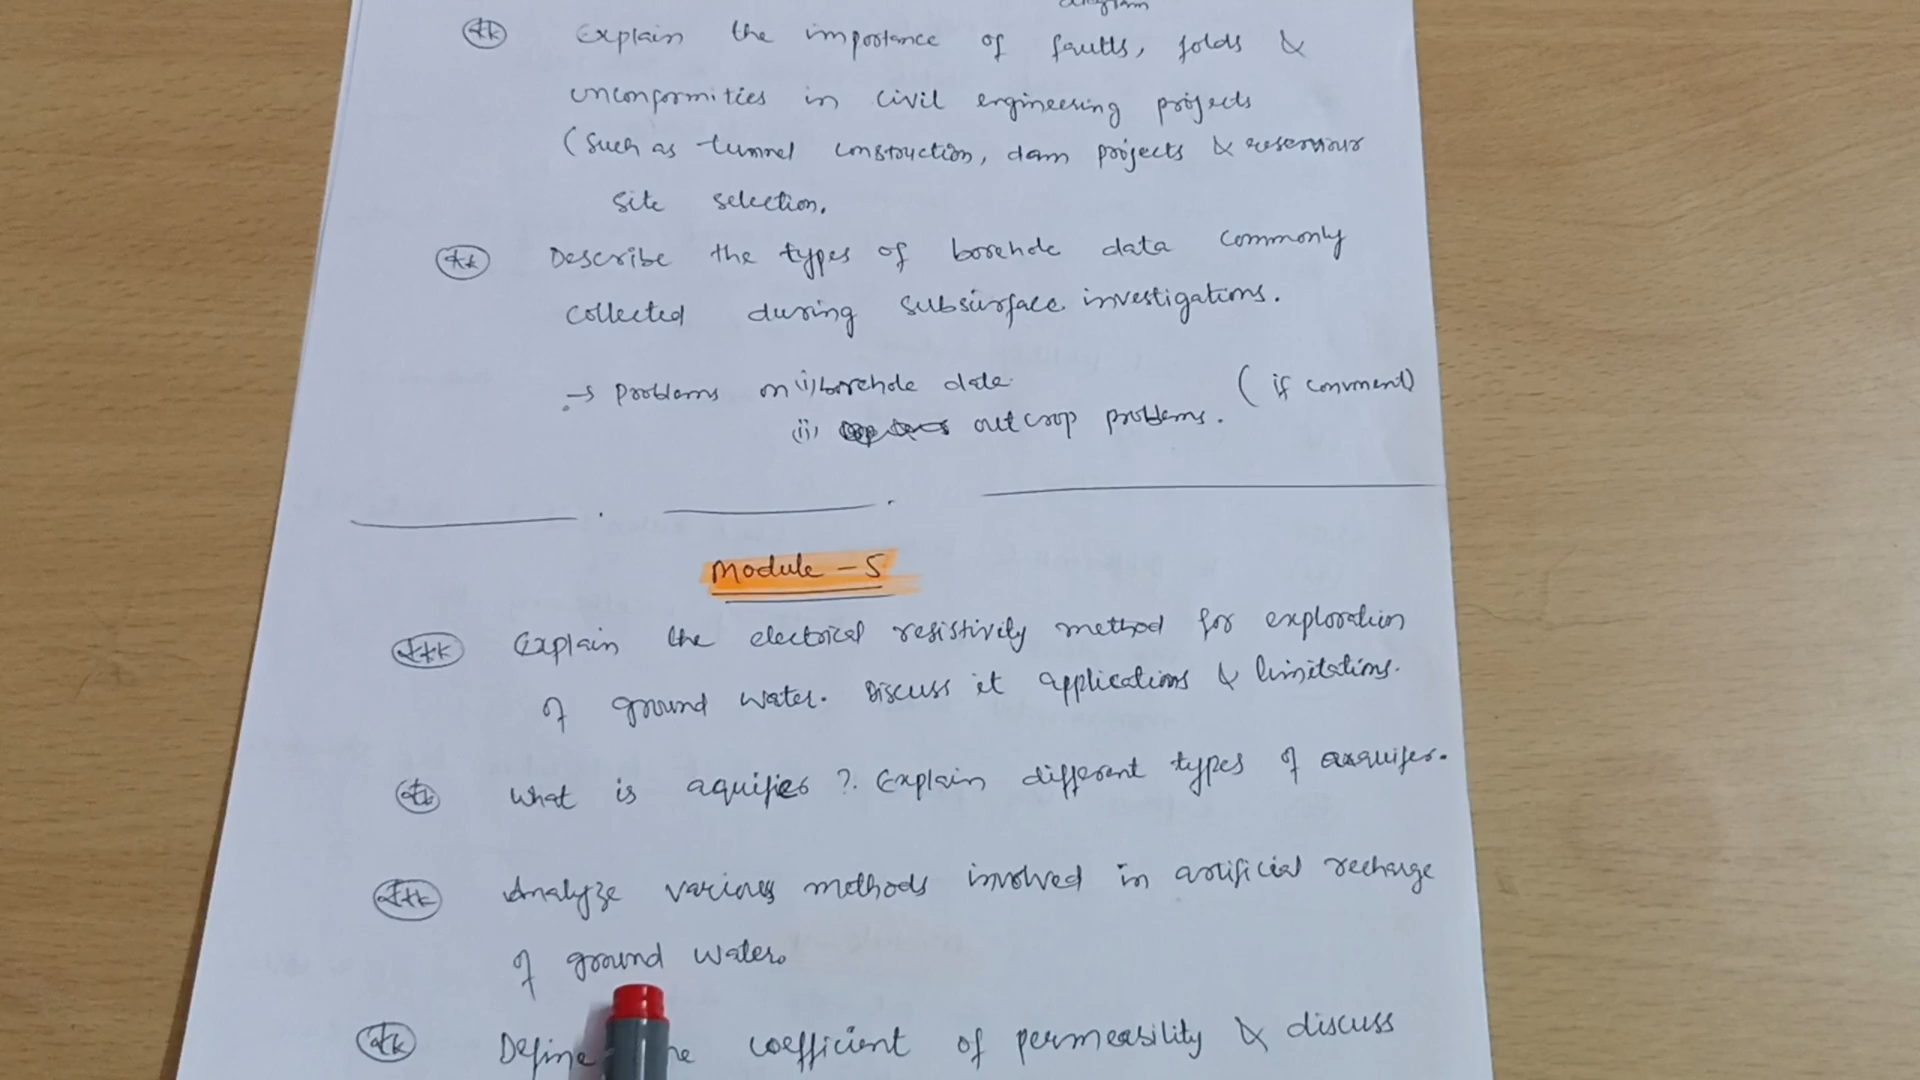 diagram
** Explain the importance of faults, folds &
unconformities in civil engineering projects
(Such as tunnel construction, dam projects & reservoir
site selection.
** Describe the types of borehole data commonly
collected during subsurface investigations.
→ Problems on (i) borehole data (if convenient)
(ii) outcrop problems.
Module - 5
*** Explain the electrical resistivity method for exploration
of ground water. Discuss it applications & limitations.
** What is aquifier ? Explain different types of aquifer.
*** Analyze various methods involved in artificial recharge
of ground water.
** Define coefficient of permeability & discuss